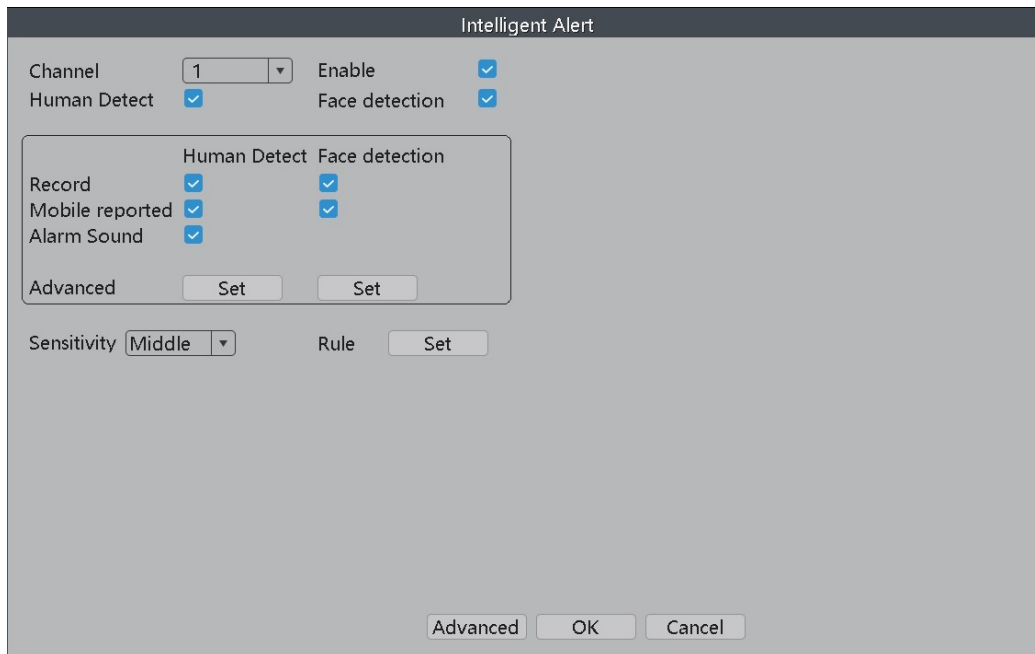 Intelligent Alert
Channel 1 Enable
Human Detect Face detection
Human Detect Face detection
Record
Mobile reported
Alarm Sound
Advanced Set Set
Sensitivity Middle Rule Set
Advanced OK Cancel